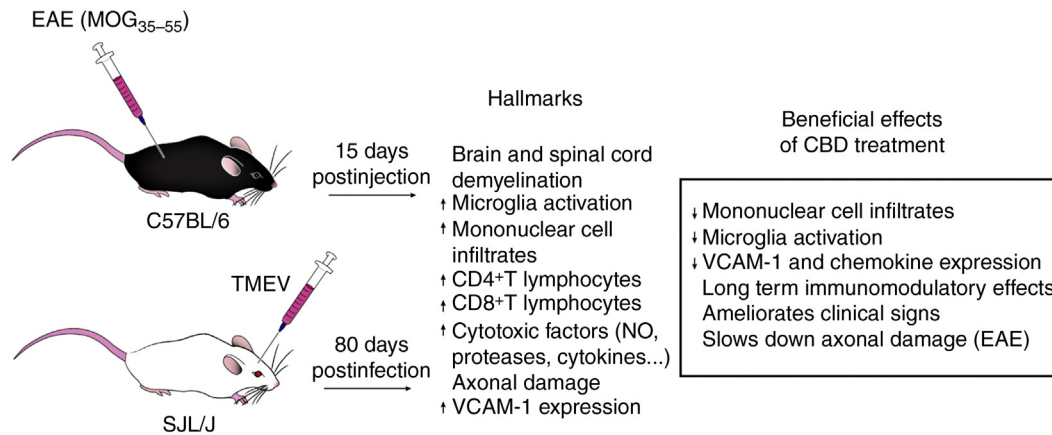 EAE (MOG35–55)
C57BL/6
15 days
postinjection
TMEV
SJL/J
80 days
postinfection
Hallmarks
Brain and spinal cord
demyelination
↑ Microglia activation
↑ Mononuclear cell
infiltrates
↑ CD4+T lymphocytes
↑ CD8+T lymphocytes
↑ Cytotoxic factors (NO,
proteases, cytokines...)
Axonal damage
↑ VCAM-1 expression
Beneficial effects
of CBD treatment
↓ Mononuclear cell infiltrates
↓ Microglia activation
↓ VCAM-1 and chemokine expression
Long term immunomodulatory effects
Ameliorates clinical signs
Slows down axonal damage (EAE)